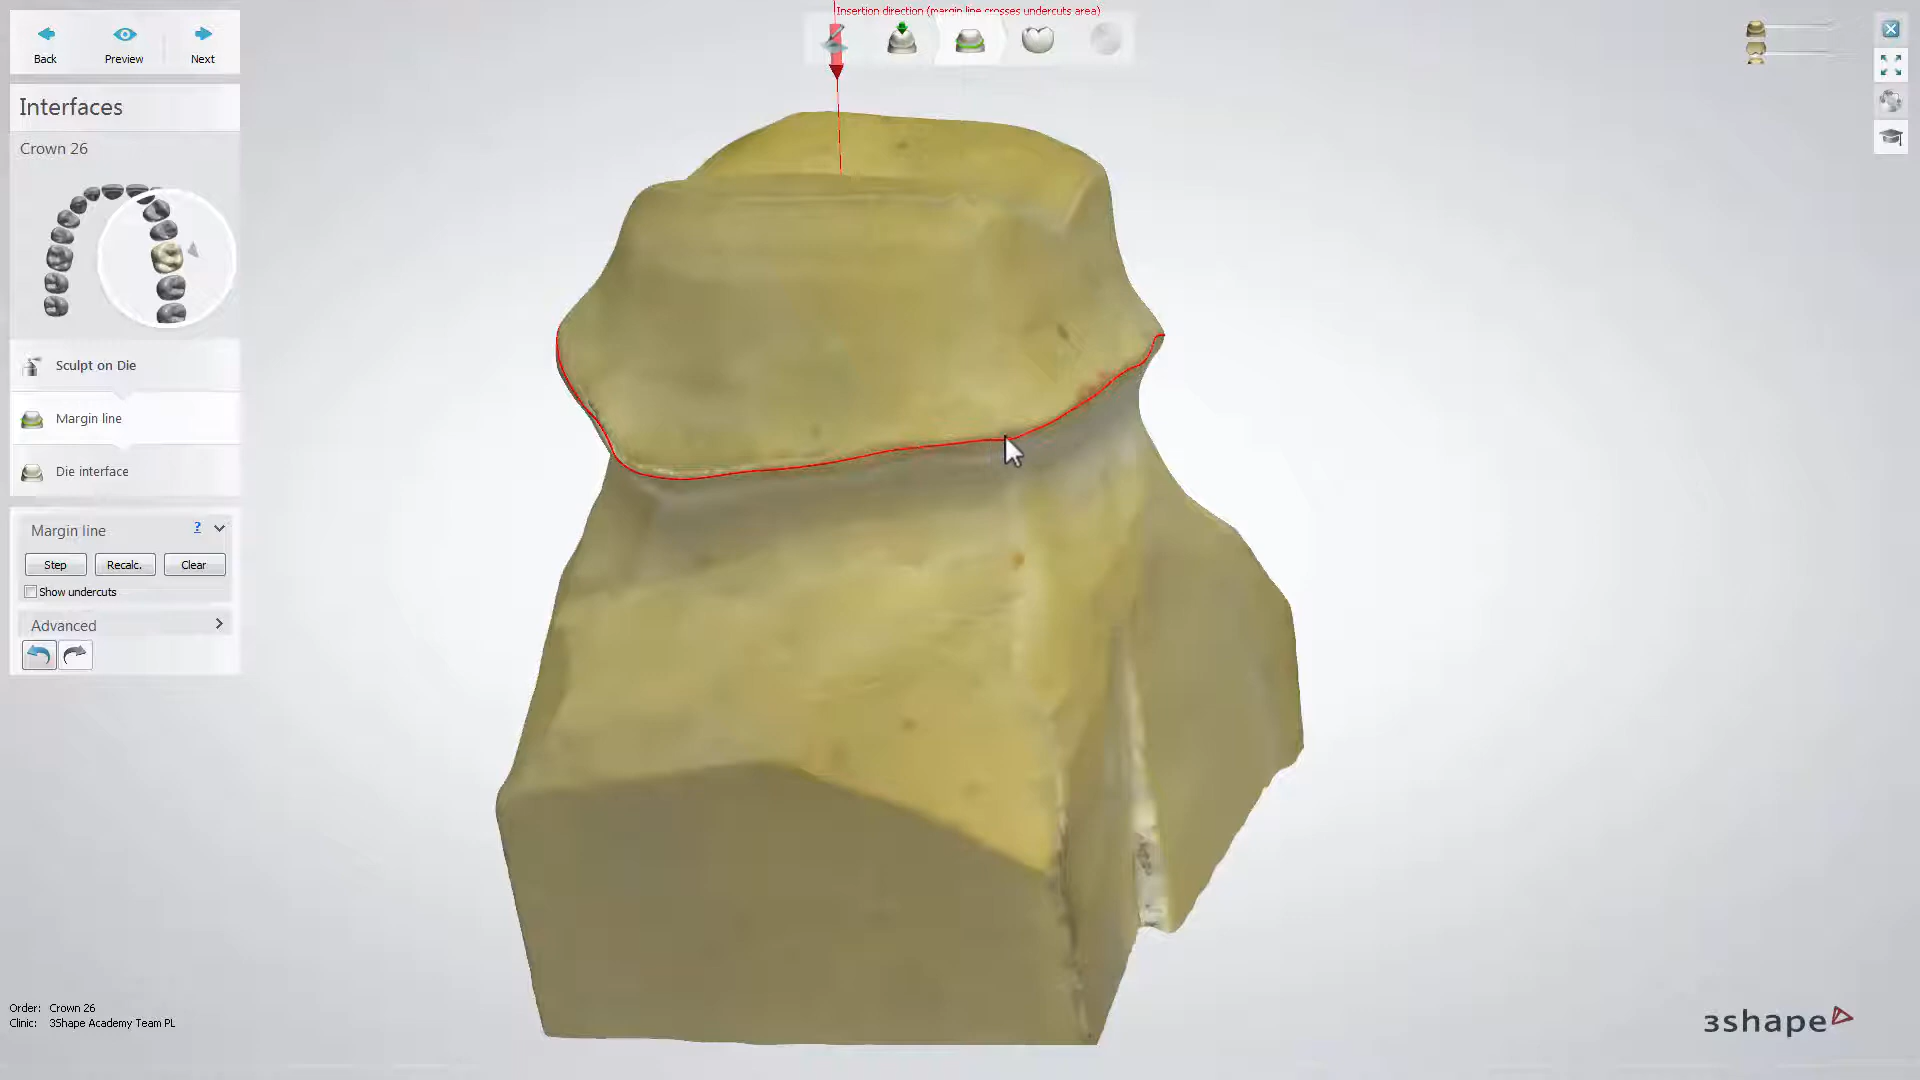 Insertion direction (margin line crosses undercuts area)
Back
Preview
Next
Interfaces
Crown 26
Sculpt on Die
Margin line
Die interface
Margin line
?
Step
Recalc.
Clear
Show undercuts
Advanced
Order: Crown 26
Clinic: 3Shape Academy Team PL
3shape